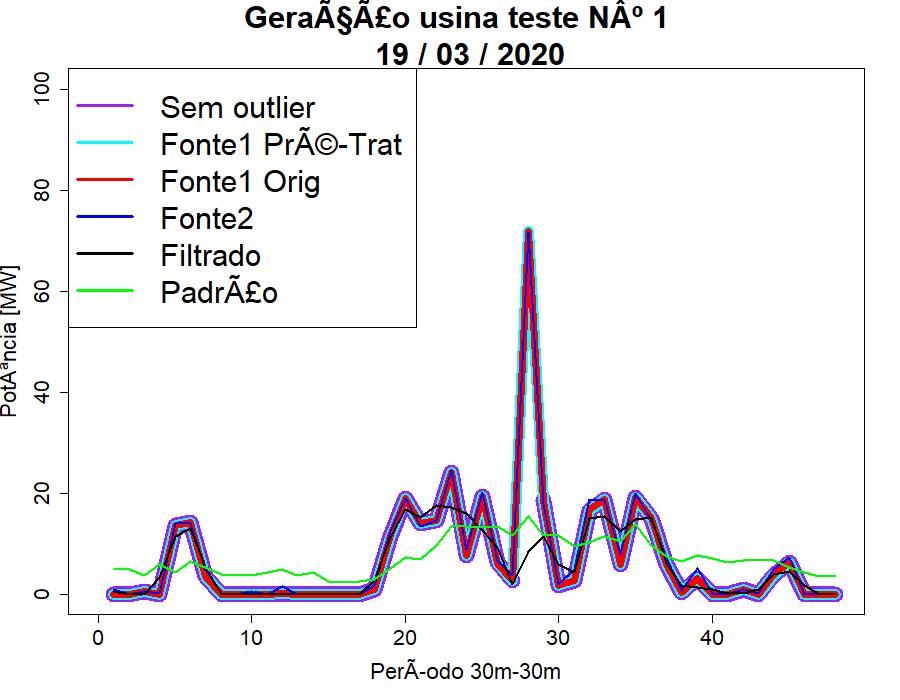 GeraÃ§Ã£o usina teste NÂº 1
19 / 03 / 2020
Sem outlier
Fonte1 PrÃ©-Trat
Fonte1 Orig
Fonte2
Filtrado
PadrÃ£o
PotÃªncia [MW]
100
80
60
40
20
0
0 10 20 30 40
PerÃ-odo 30m-30m